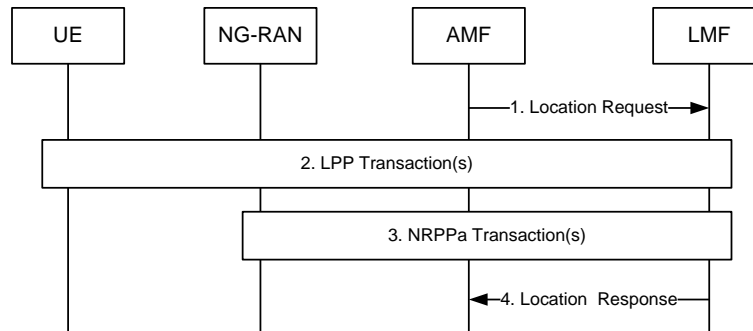 UE
NG-RAN
AMF
LMF
1. Location Request
2. LPP Transaction(s)
3. NRPPa Transaction(s)
4. Location Response